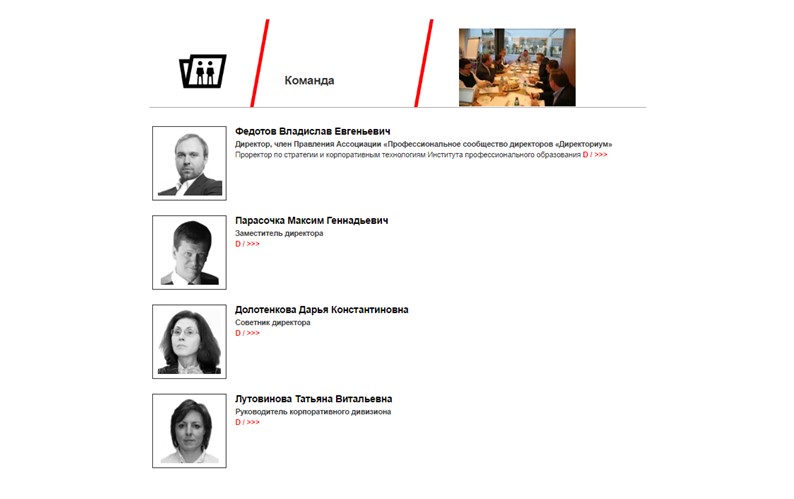 Команда
Федотов Владислав Евгеньевич
Директор, член Правления Ассоциации «Профессиональное сообщество директоров «Директориум»
Проректор по стратегии и корпоративным технологиям Института профессионального образования D / >>>
Парасочка Максим Геннадьевич
Заместитель директора
D / >>>
Долотенкова Дарья Константиновна
Советник директора
D / >>>
Лутовинова Татьяна Витальевна
Руководитель корпоративного дивизиона
D / >>>